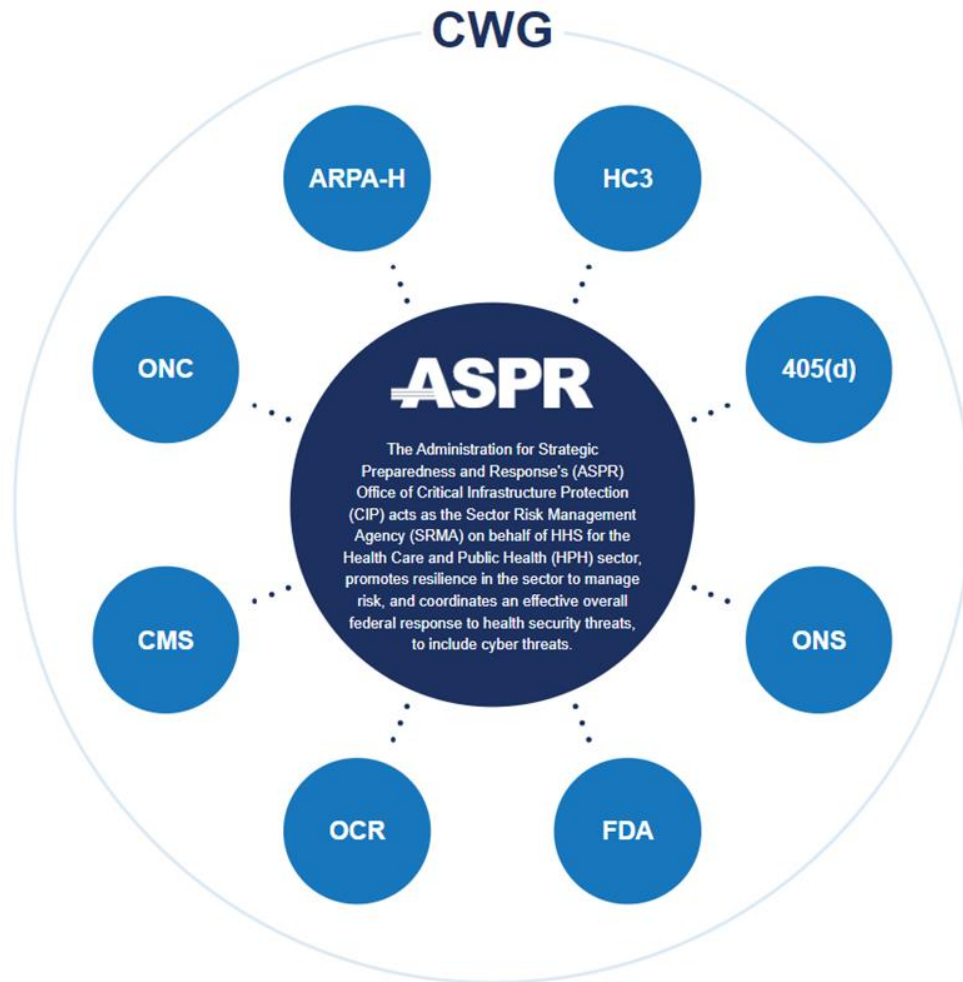 CWG
ARPA-H
HC3
ONC
405(d)
ASPR
The Administration for Strategic
Preparedness and Response's (ASPR)
Office of Critical Infrastructure Protection
(CIP) acts as the Sector Risk Management
Agency (SRMA) on behalf of HHS for the
Health Care and Public Health (HPH) sector,
promotes resilience in the sector to manage
risk, and coordinates an effective overall
federal response to health security threats,
to include cyber threats.
CMS
ONS
OCR
FDA